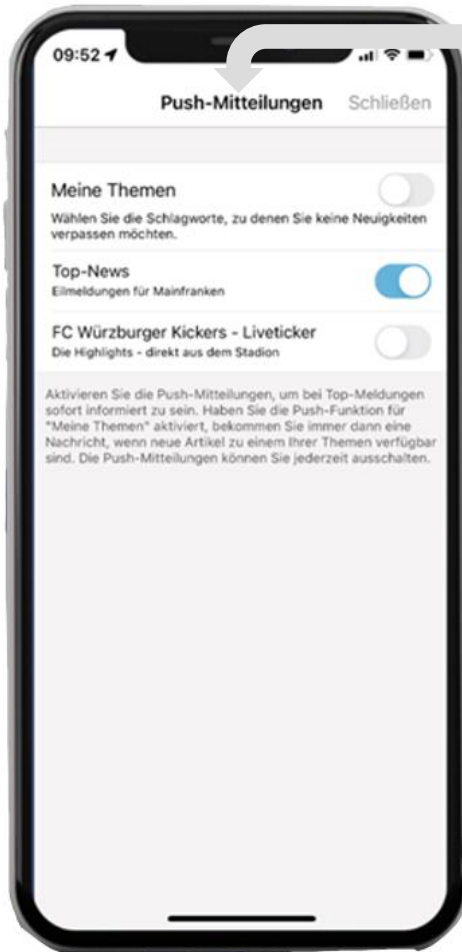 09:52
Push-Mitteilungen Schließen
Meine Themen
Wählen Sie die Schlagworte, zu denen Sie keine Neuigkeiten
verpassen möchten.
Top-News
Eilmeldungen für Mainfranken
FC Würzburger Kickers - Liveticker
Die Highlights - direkt aus dem Stadion
Aktivieren Sie die Push-Mitteilungen, um bei Top-Meldungen
sofort informiert zu sein. Haben Sie die Push-Funktion für
"Meine Themen" aktiviert, bekommen Sie immer dann eine
Nachricht, wenn neue Artikel zu einem Ihrer Themen verfügbar
sind. Die Push-Mitteilungen können Sie jederzeit ausschalten.